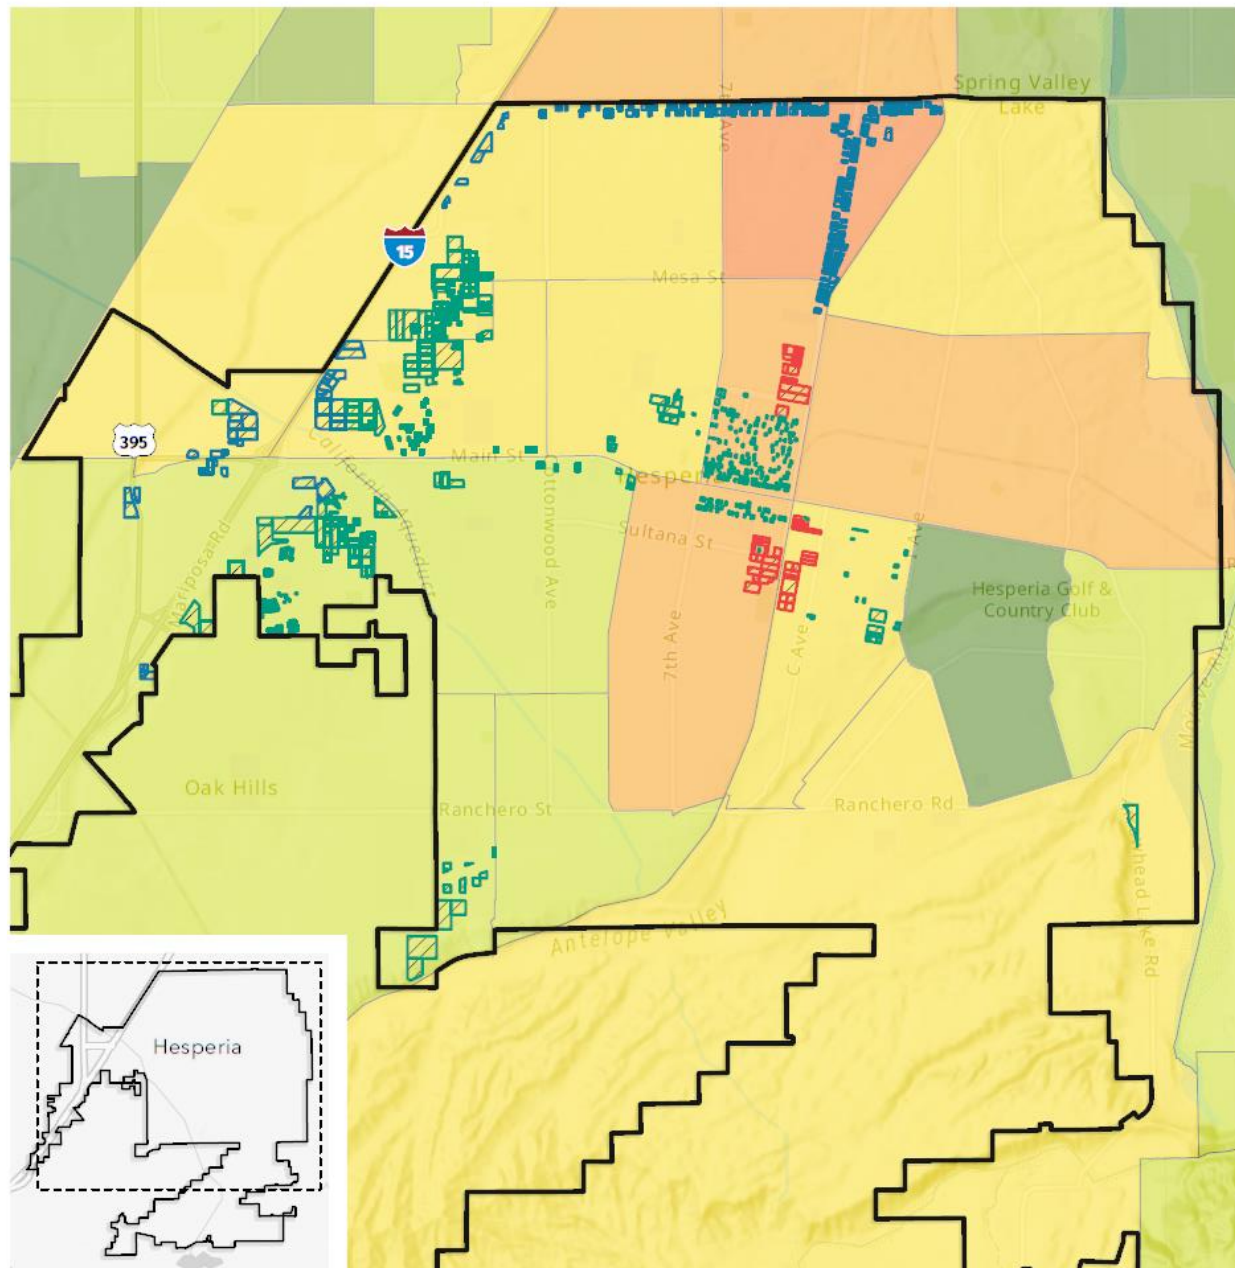 Spring Valley
Lake
7th Ave
15
Mesa St
395
California Aqueduct
Main St
Hesperia
Cottonwood Ave
Sultana St
Mariposa Rd
I Ave
Hesperia Golf &
Country Club
7th Ave
C Ave
Mojave River
Oak Hills
Ranchero St
Ranchero Rd
Antelope Valley
head Lake Rd
Hesperia